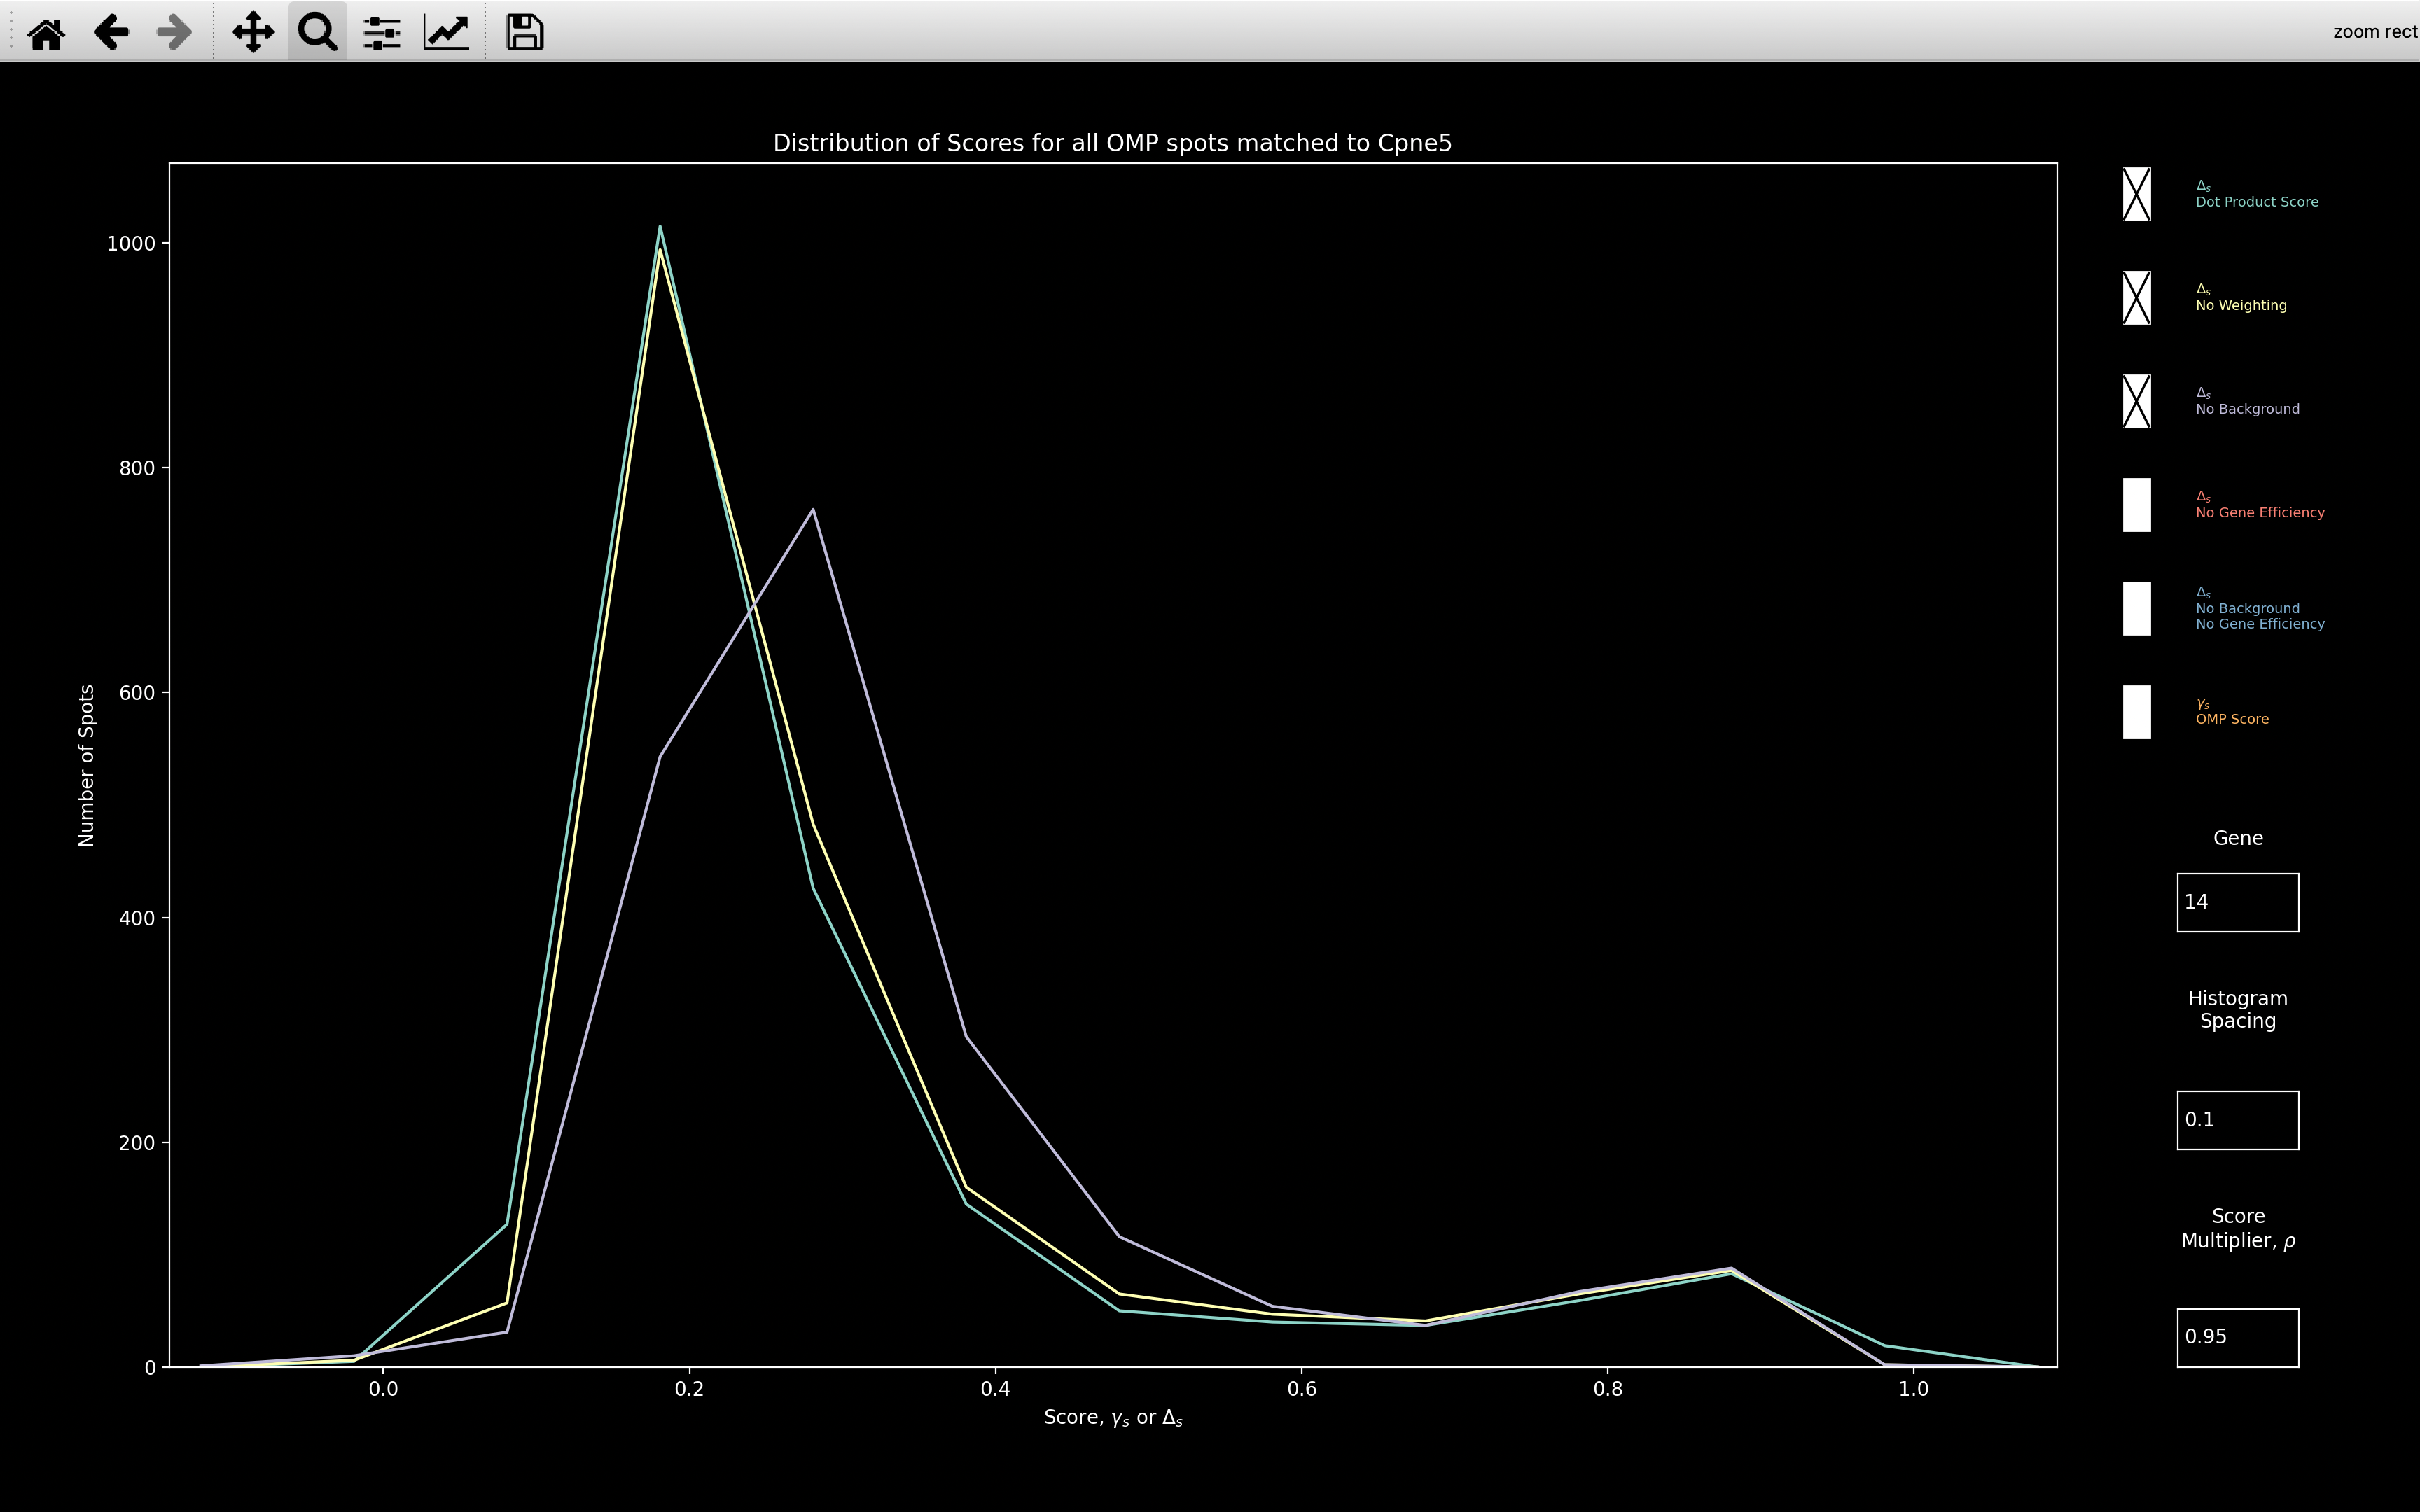 zoom rect
Distribution of Scores for all OMP spots matched to Cpne5
Number of Spots
1000
800
600
400
200
0
0.0 0.2 0.4 0.6 0.8 1.0
Score, γs or Δs
Δs
Dot Product Score
Δs
No Weighting
Δs
No Background
Δs
No Gene Efficiency
Δs
No Background
No Gene Efficiency
γs
OMP Score
Gene
14
Histogram
Spacing
0.1
Score
Multiplier, ρ
0.95